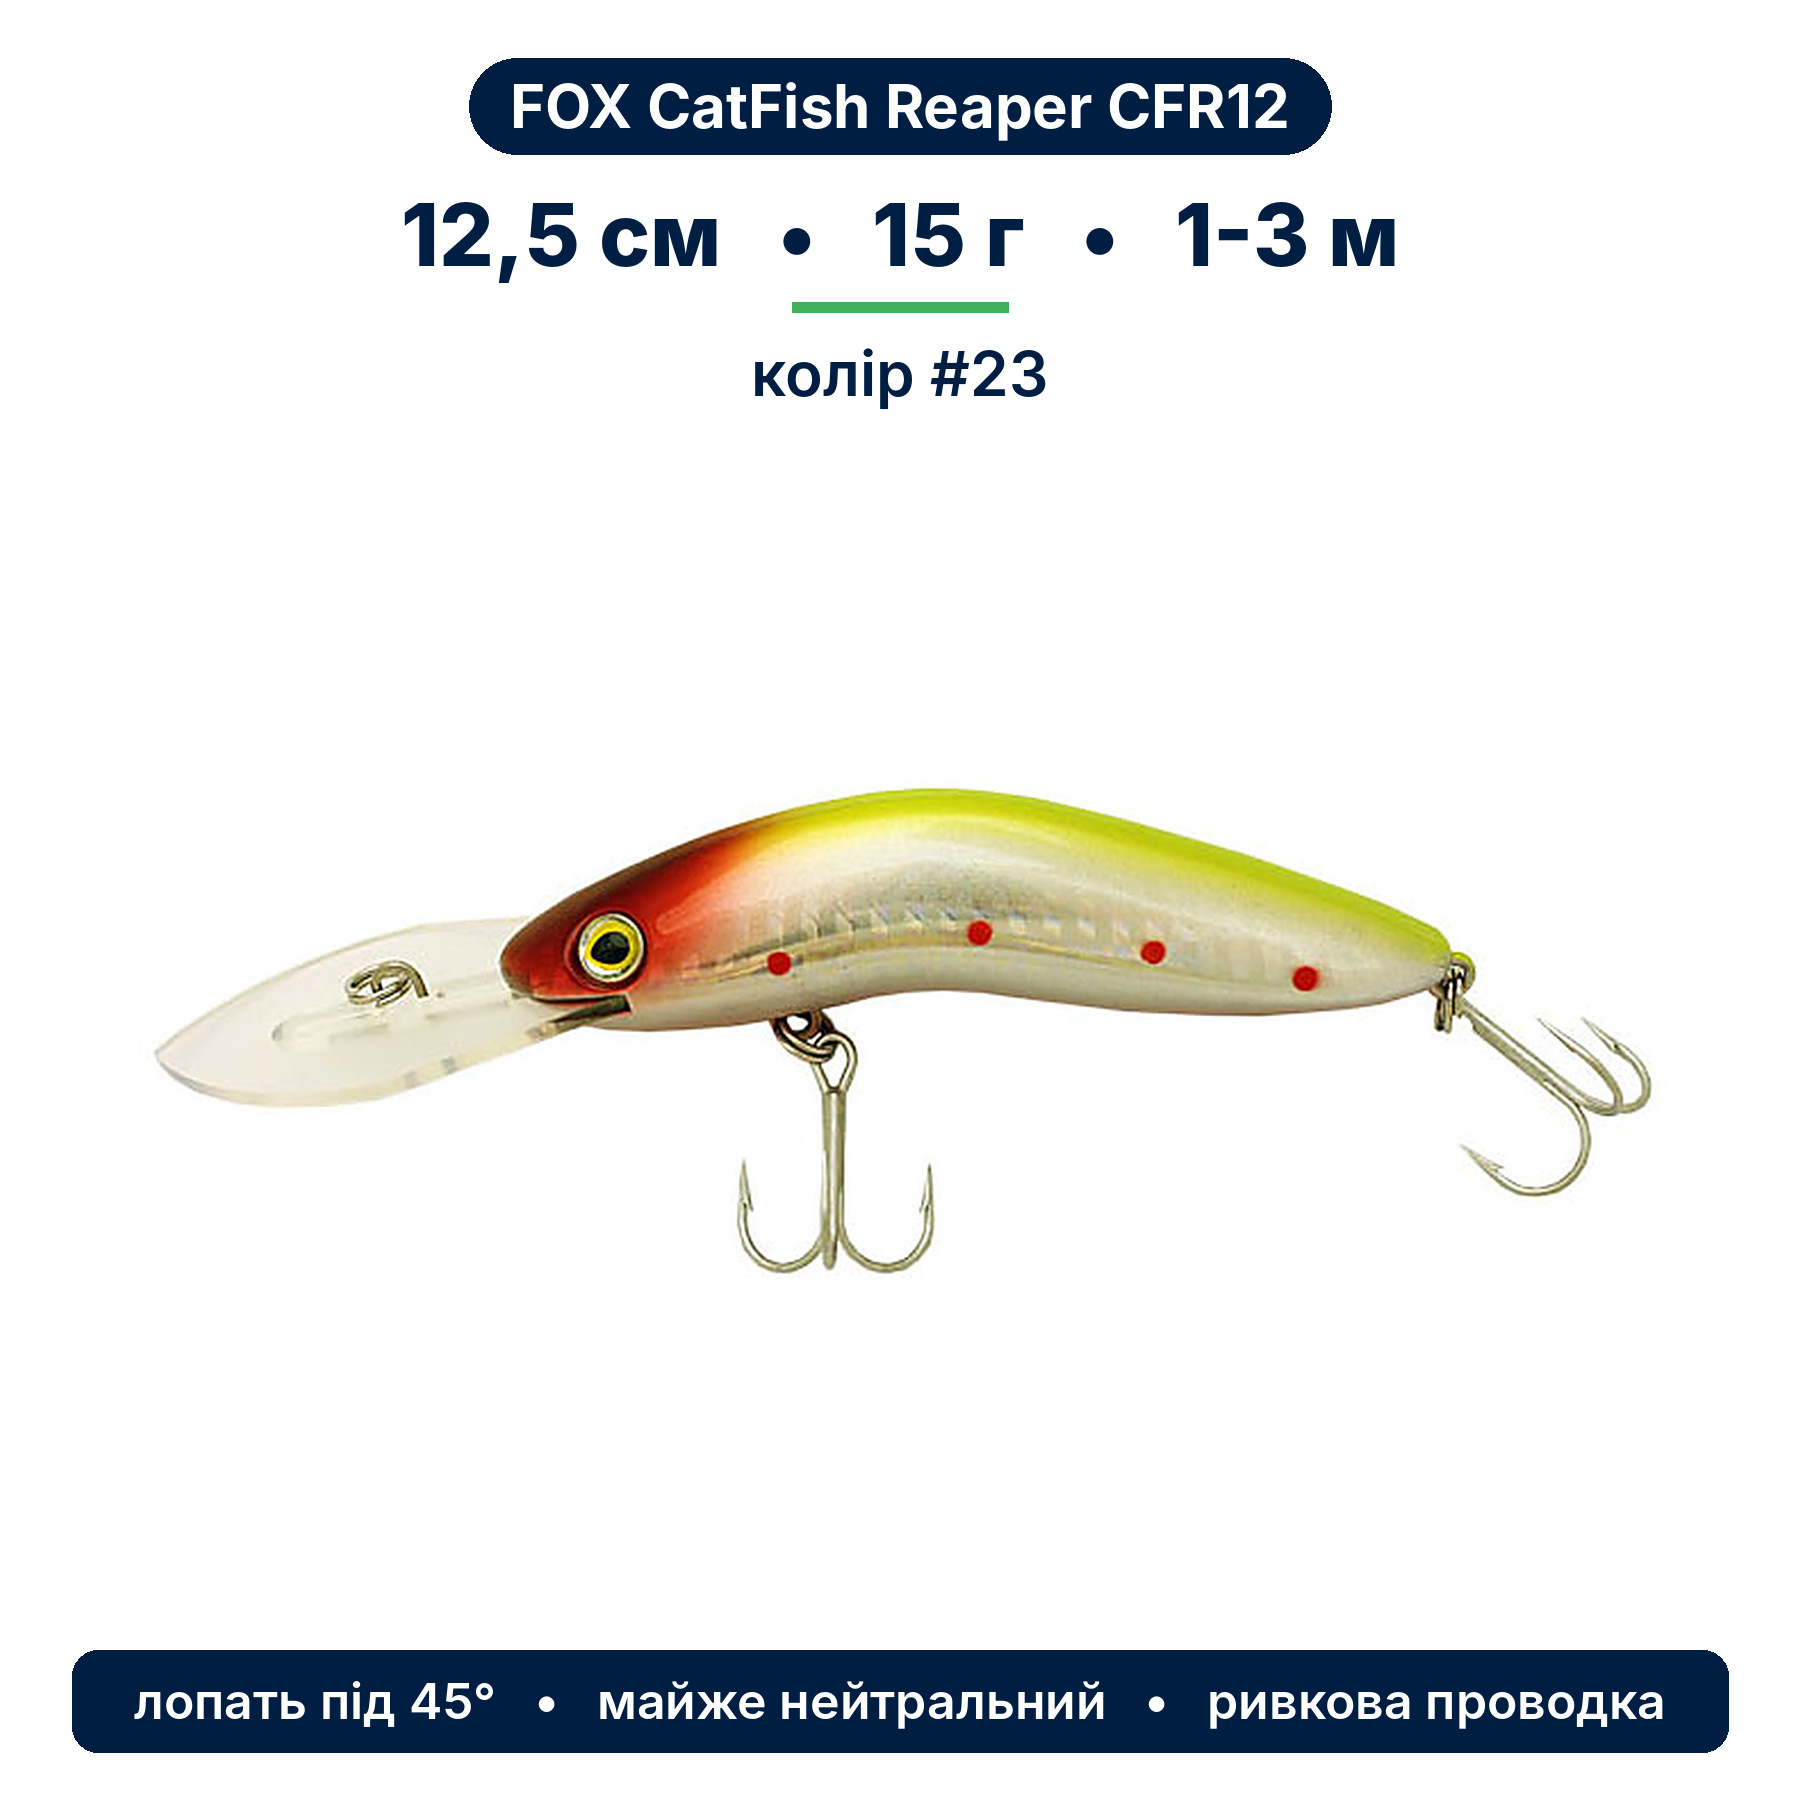 FOX CatFish Reaper CFR12
12,5 см • 15 г • 1-3 м
колір #23
лопать під 45° • майже нейтральний • ривкова проводка